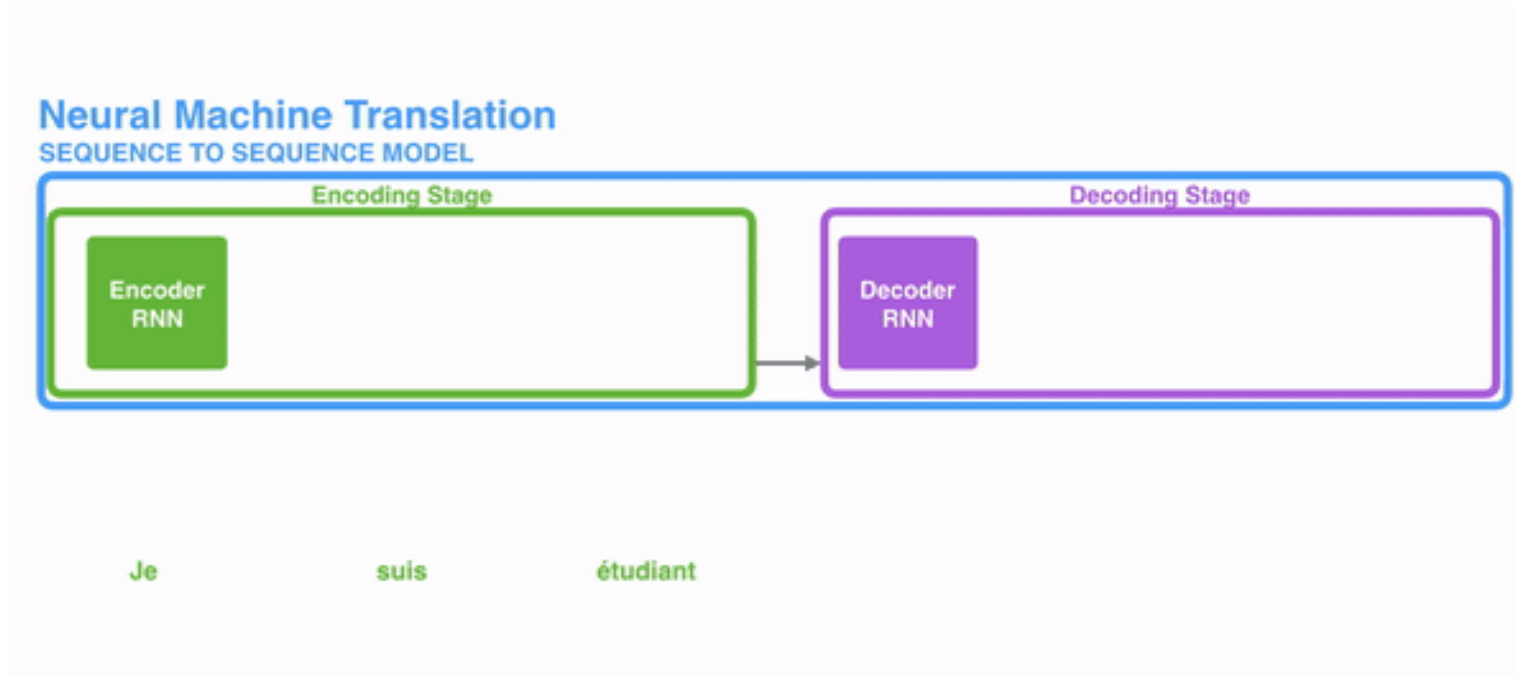 Neural Machine Translation
SEQUENCE TO SEQUENCE MODEL
Encoding Stage
Decoding Stage
Encoder
RNN
Decoder
RNN
Je suis étudiant